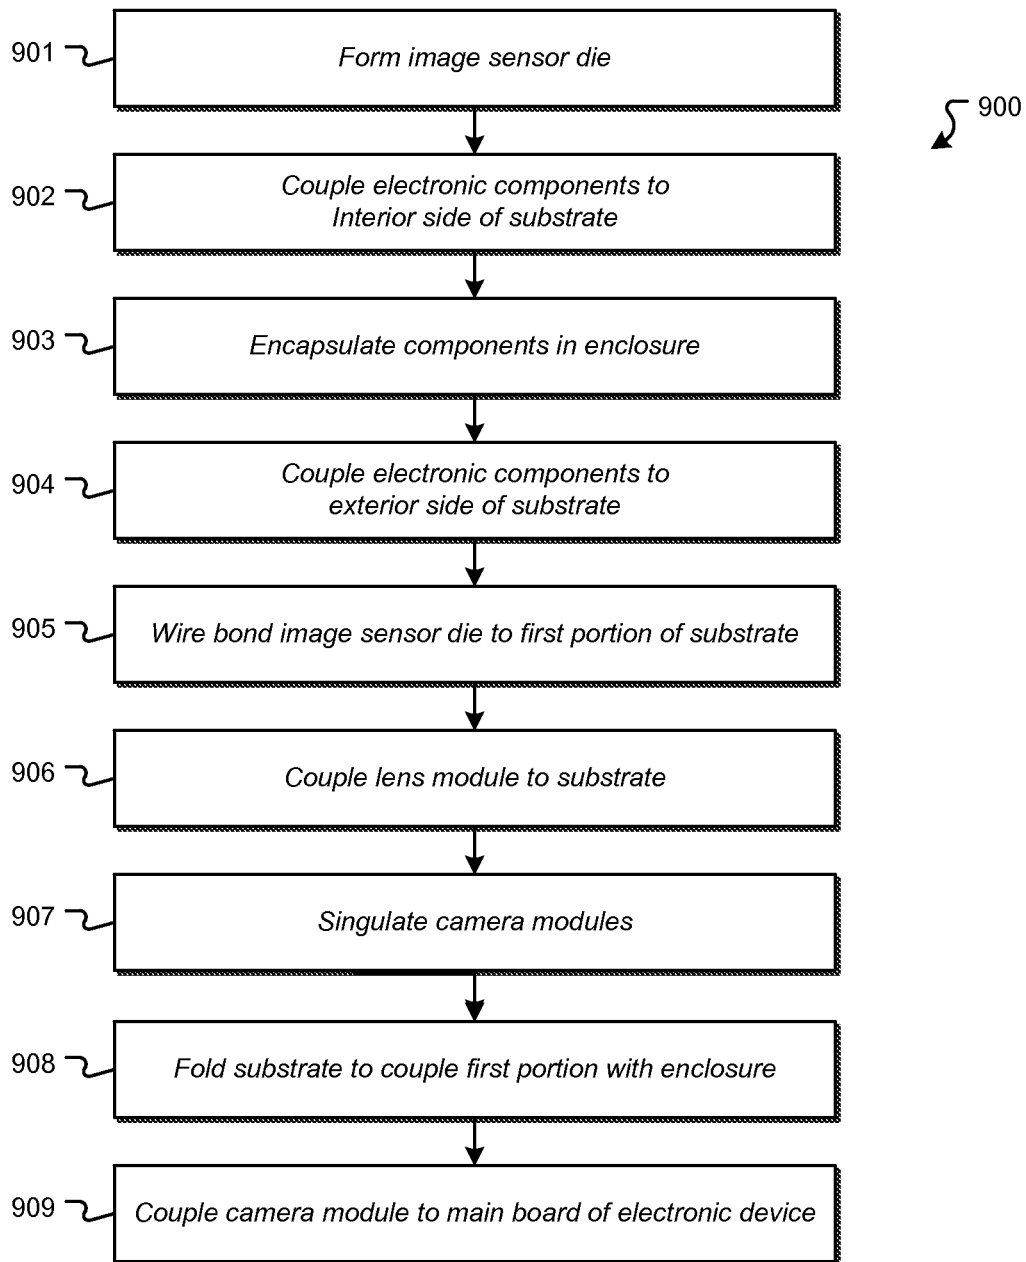 901
Form image sensor die
900
902
Couple electronic components to
Interior side of substrate
903
Encapsulate components in enclosure
904
Couple electronic components to
exterior side of substrate
905
Wire bond image sensor die to first portion of substrate
906
Couple lens module to substrate
907
Singulate camera modules
908
Fold substrate to couple first portion with enclosure
909
Couple camera module to main board of electronic device